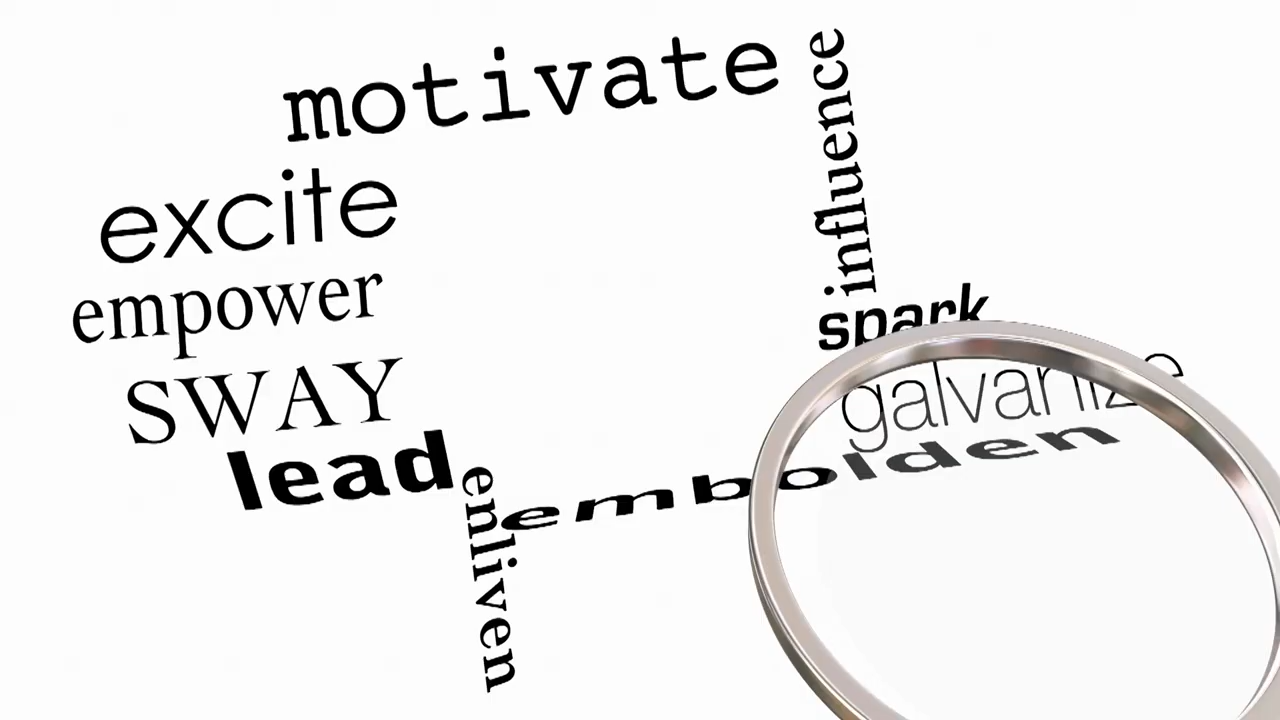 motivate
influence
excite
empower
spark
SWAY
galvanize
lead
embolden
enliven